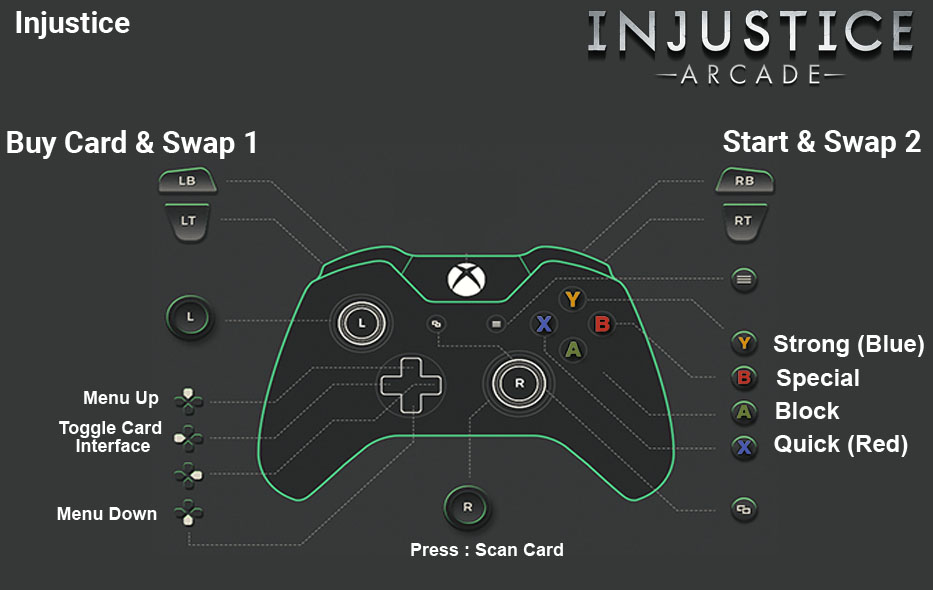 Injustice
INJUSTICE
ARCADE
Buy Card & Swap 1
Start & Swap 2
LB
RB
LT
RT
L
L
Y
X
B
A
R
Y Strong (Blue)
B Special
A Block
X Quick (Red)
Menu Up
Toggle Card
Interface
Menu Down
R
Press : Scan Card